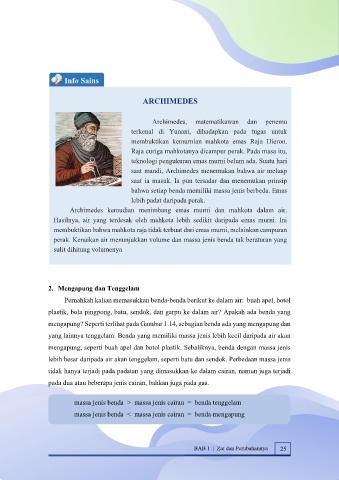 Info Sains
ARCHIMEDES
Archimedes, matematikawan dan penemu
terkenal di Yunani, dihadapkan pada tugas untuk
membuktikan kemurnian mahkota emas Raja Hieron.
Raja curiga mahkotanya dicampur perak. Pada masa itu,
teknologi pengukuran emas murni belum ada. Suatu hari
saat mandi, Archimedes menemukan bahwa air meluap
saat ia masuk. Ia pun tersadar dan menemukan prinsip
bahwa setiap benda memiliki massa jenis berbeda. Emas
lebih padat daripada perak.
Archimedes kemudian menimbang emas murni dan mahkota dalam air.
Hasilnya, air yang terdesak oleh mahkota lebih sedikit daripada emas murni. Ini
membuktikan bahwa mahkota raja tidak terbuat dari emas murni, melainkan campuran
perak. Kenaikan air menunjukkan volume dan massa jenis benda tak beraturan yang
sulit dihitung volumenya
2. Mengapung dan Tenggelam
Pernahkah kalian memasukkan benda-benda berikut ke dalam air: buah apel, botol
plastik, bola pingpong, batu, sendok, dan garpu ke dalam air? Apakah ada benda yang
mengapung? Seperti terlihat pada Gambar 1.14, sebagian benda ada yang mengapung dan
yang lainnya tenggelam. Benda yang memiliki massa jenis lebih kecil daripada air akan
mengapung, seperti buah apel dan botol plastik. Sebaliknya, benda dengan massa jenis
lebih besar daripada air akan tenggelam, seperti batu dan sendok. Perbedaan massa jenis
tidak hanya terjadi pada padatan yang dimasukkan ke dalam cairan, namun juga terjadi
pada dua atau beberapa jenis cairan, bahkan juga pada gas.
massa jenis benda > massa jenis cairan = benda tenggelam
massa jenis benda < massa jenis cairan = benda mengapung
BAB 1 | Zat dan Perubahannya 25